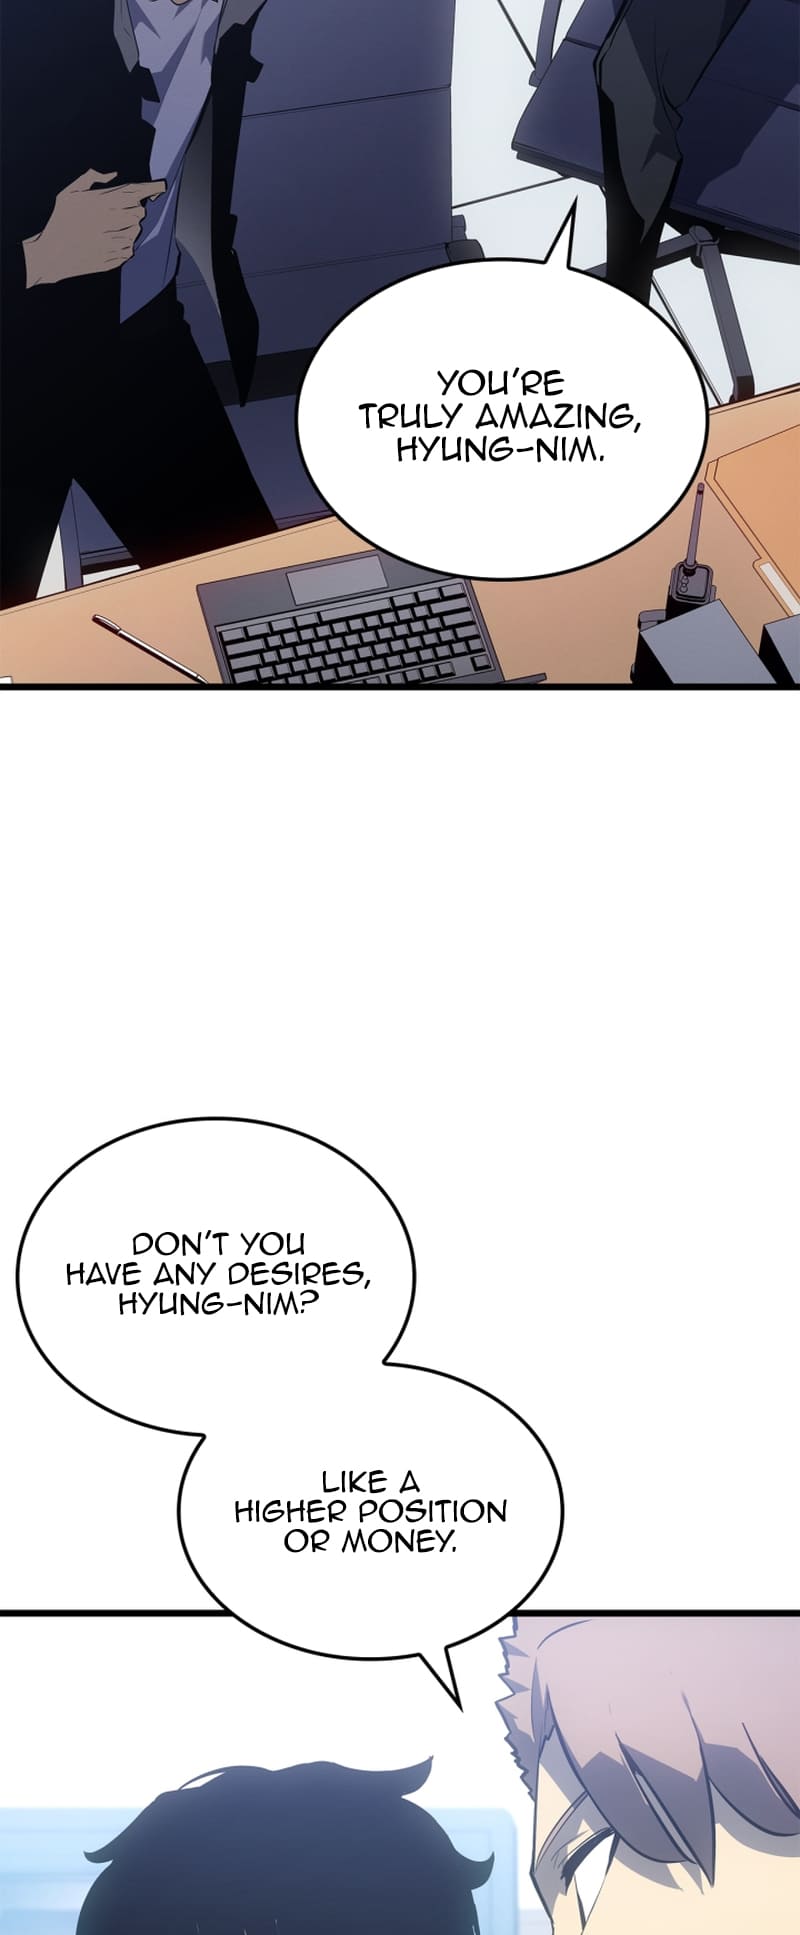 YOU'RE
TRULY AMAZING,
HYUNG-NIM.
DON'T YOU
HAVE ANY DESIRES,
HYUNG-NIM?
LIKE A
HIGHER POSITION
OR MONEY.